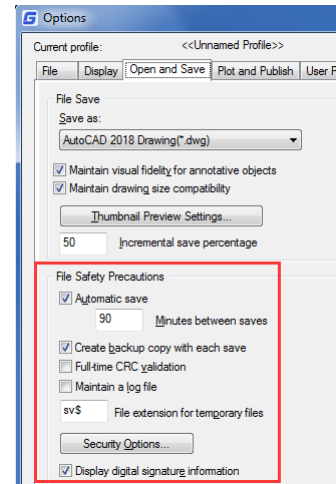 Options
Current profile: <<Unnamed Profile>>
File Display Open and Save Plot and Publish User
File Save
Save as:
AutoCAD 2018 Drawing(*.dwg)
Maintain visual fidelity for annotative objects
Maintain drawing size compatibility
Thumbnail Preview Settings...
50 Incremental save percentage
File Safety Precautions
Automatic save
90 Minutes between saves
Create backup copy with each save
Full-time CRC validation
Maintain a log file
sv$ File extension for temporary files
Security Options...
Display digital signature information